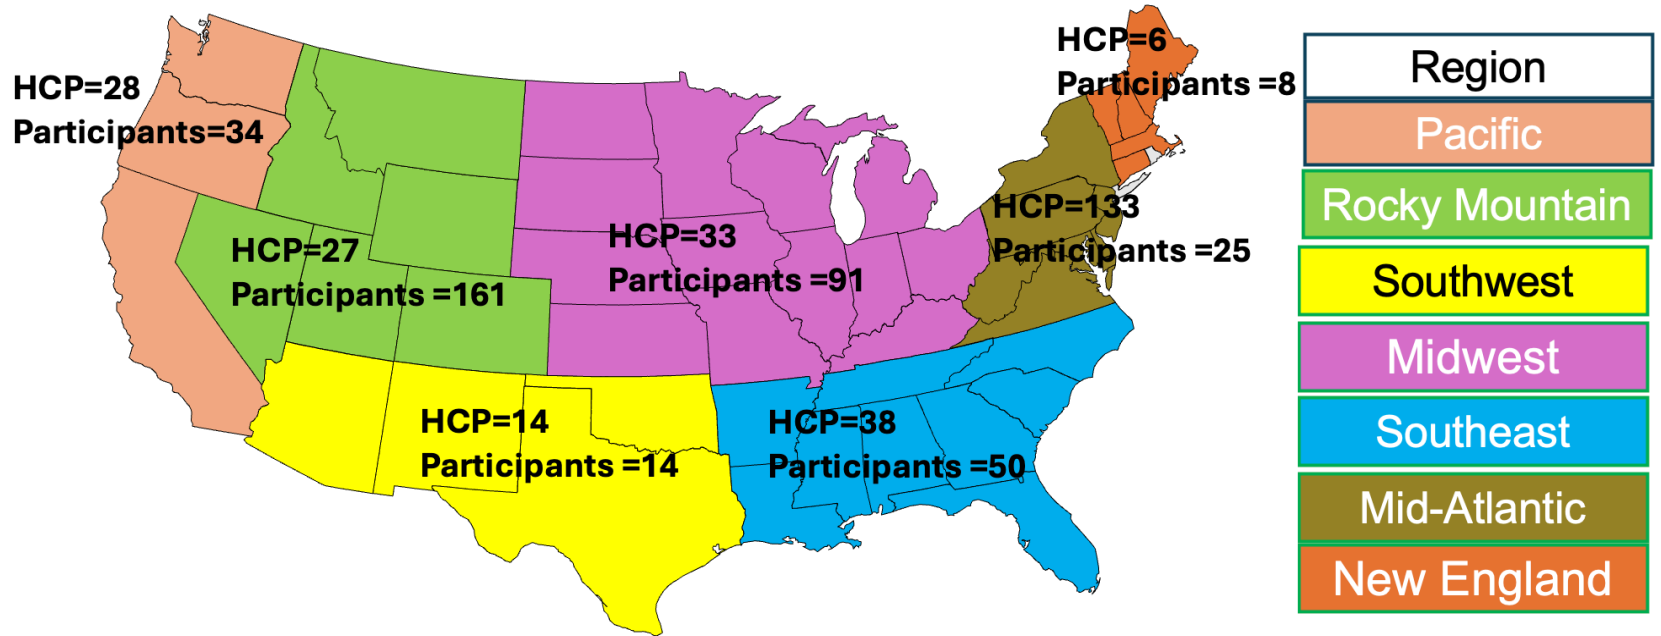 HCP=28
Participants=34
HCP=27
Participants =161
HCP=14
Participants =14
HCP=33
Participants =91
HCP=38
Participants =50
HCP=133
Participants =25
HCP=6
Participants =8
Region
Pacific
Rocky Mountain
Southwest
Midwest
Southeast
Mid-Atlantic
New England